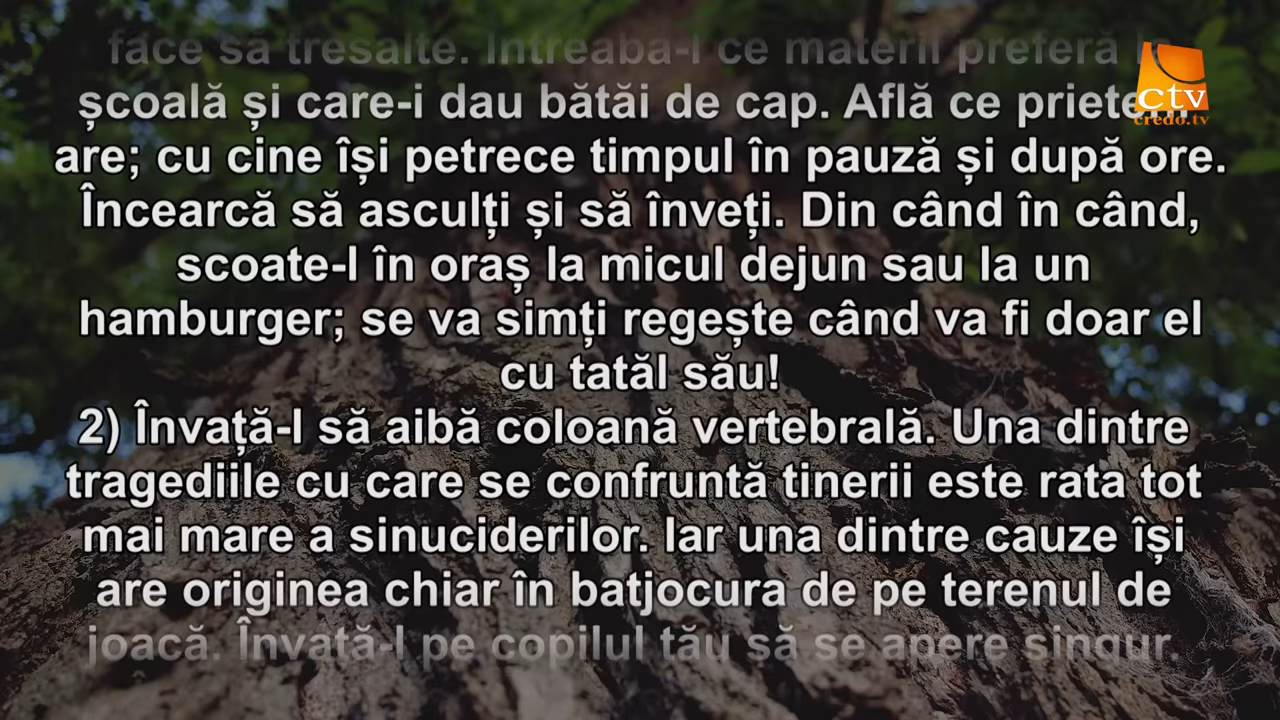 face să tresalte. Întreabă-l ce materii preferă la
școală și care-i dau bătăi de cap. Află ce prieteni
are; cu cine își petrece timpul în pauză și după ore.
Încearcă să asculți și să înveți. Din când în când,
scoate-l în oraș la micul dejun sau la un
hamburger; se va simți regește când va fi doar el
cu tatăl său!
2) Învață-l să aibă coloană vertebrală. Una dintre
tragediile cu care se confruntă tinerii este rata tot
mai mare a sinuciderilor. Iar una dintre cauze își
are originea chiar în batjocura de pe terenul de
joacă. Învață-l pe copilul tău să se apere singur.
ctv
credo.tv